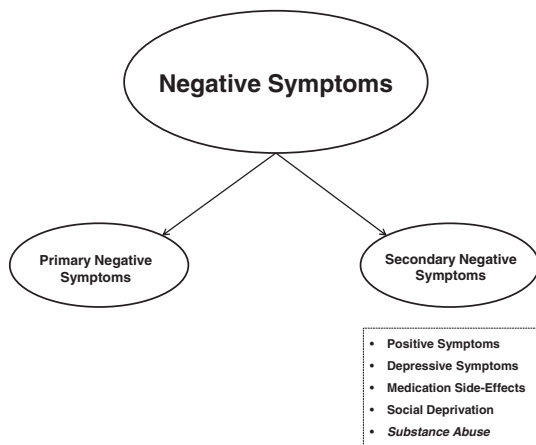 Negative Symptoms
Primary Negative
Symptoms
Secondary Negative
Symptoms
• Positive Symptoms
• Depressive Symptoms
• Medication Side-Effects
• Social Deprivation
• Substance Abuse